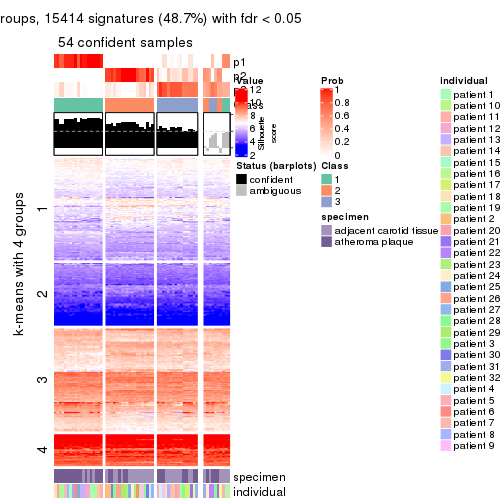 roups, 15414 signatures (48.7%) with fdr < 0.05
54 confident samples
k-means with 4 groups
1
2
3
4
p1
p2
specimen
individual
Value
12
10
8
6
4
2
Silhouette
score
Status (barplots)
confident
ambiguous
Prob
1
0.8
0.6
0.4
0.2
0
Class
1
2
3
specimen
adjacent carotid tissue
atheroma plaque
individual
patient 1
patient 10
patient 11
patient 12
patient 13
patient 14
patient 15
patient 16
patient 17
patient 18
patient 19
patient 2
patient 20
patient 21
patient 22
patient 23
patient 24
patient 25
patient 26
patient 27
patient 28
patient 29
patient 3
patient 30
patient 31
patient 32
patient 4
patient 5
patient 6
patient 7
patient 8
patient 9